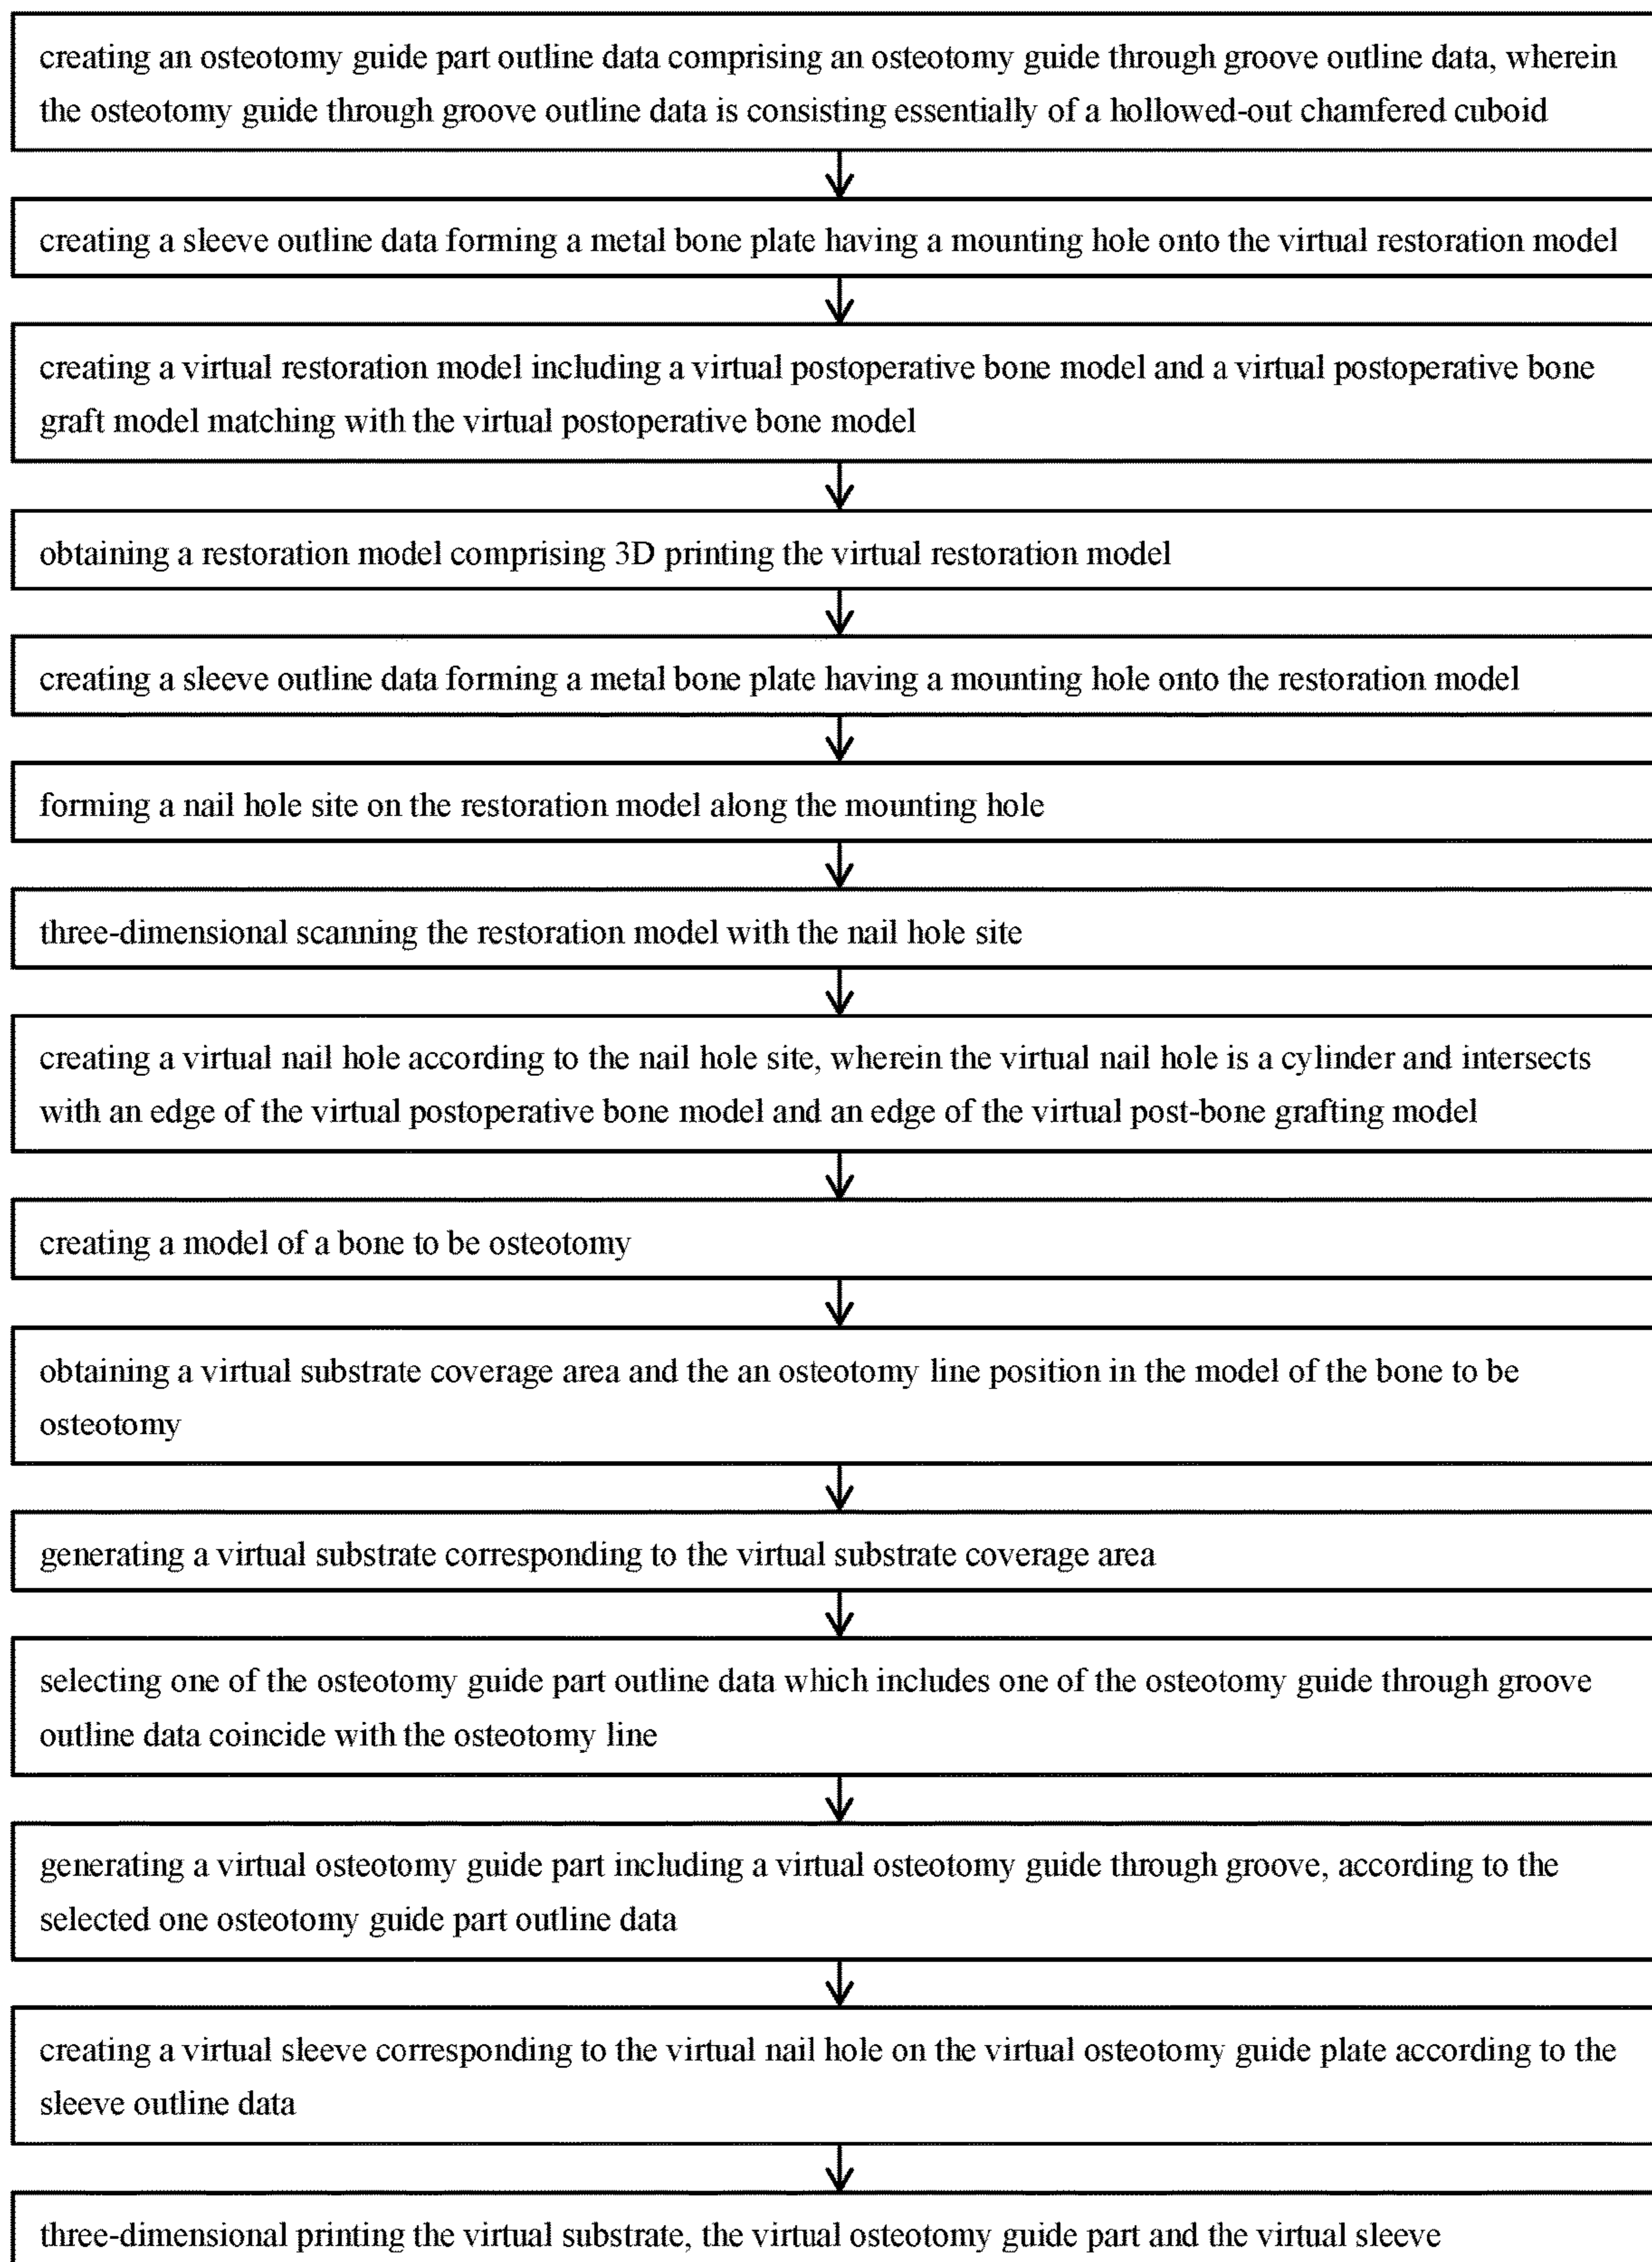 creating an osteotomy guide part outline data comprising an osteotomy guide through groove outline data, wherein
the osteotomy guide through groove outline data is consisting essentially of a hollowed-out chamfered cuboid
creating a sleeve outline data forming a metal bone plate having a mounting hole onto the virtual restoration model
creating a virtual restoration model including a virtual postoperative bone model and a virtual postoperative bone
graft model matching with the virtual postoperative bone model
obtaining a restoration model comprising 3D printing the virtual restoration model
creating a sleeve outline data forming a metal bone plate having a mounting hole onto the restoration model
forming a nail hole site on the restoration model along the mounting hole
three-dimensional scanning the restoration model with the nail hole site
creating a virtual nail hole according to the nail hole site, wherein the virtual nail hole is a cylinder and intersects
with an edge of the virtual postoperative bone model and an edge of the virtual post-bone grafting model
creating a model of a bone to be osteotomy
obtaining a virtual substrate coverage area and the an osteotomy line position in the model of the bone to be
osteotomy
generating a virtual substrate corresponding to the virtual substrate coverage area
selecting one of the osteotomy guide part outline data which includes one of the osteotomy guide through groove
outline data coincide with the osteotomy line
generating a virtual osteotomy guide part including a virtual osteotomy guide through groove, according to the
selected one osteotomy guide part outline data
creating a virtual sleeve corresponding to the virtual nail hole on the virtual osteotomy guide plate according to the
sleeve outline data
three-dimensional printing the virtual substrate, the virtual osteotomy guide part and the virtual sleeve